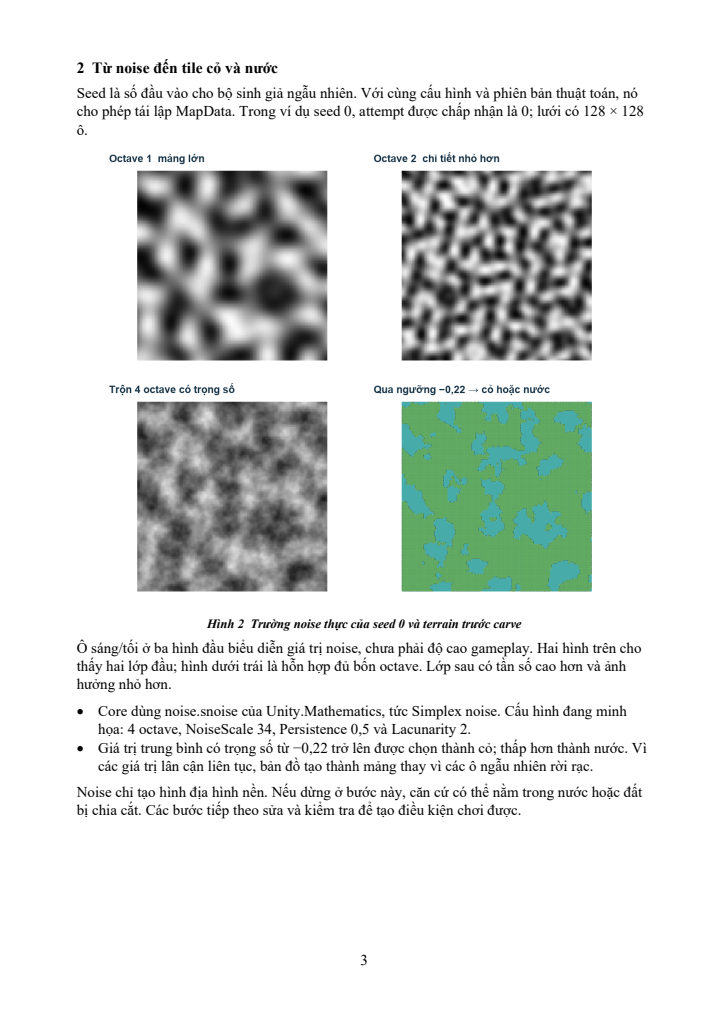 2 Từ noise đến tile cỏ và nước
Seed là số đầu vào cho bộ sinh giả ngẫu nhiên. Với cùng cấu hình và phiên bản thuật toán, nó
cho phép tái lập MapData. Trong ví dụ seed 0, attempt được chấp nhận là 0; lưới có 128 × 128
ô.
Octave 1 mảng lớn
Octave 2 chi tiết nhỏ hơn
Trộn 4 octave có trọng số
Qua ngưỡng −0,22 → cỏ hoặc nước
Hình 2 Trường noise thực của seed 0 và terrain trước carve
Ô sáng/tối ở ba hình đầu biểu diễn giá trị noise, chưa phải độ cao gameplay. Hai hình trên cho
thấy hai lớp đầu; hình dưới trái là hỗn hợp đủ bốn octave. Lớp sau có tần số cao hơn và ảnh
hưởng nhỏ hơn.
• Core dùng noise.snoise của Unity.Mathematics, tức Simplex noise. Cấu hình đang minh
họa: 4 octave, NoiseScale 34, Persistence 0,5 và Lacunarity 2.
• Giá trị trung bình có trọng số từ −0,22 trở lên được chọn thành cỏ; thấp hơn thành nước. Vì
các giá trị lân cận liên tục, bản đồ tạo thành mảng thay vì các ô ngẫu nhiên rời rạc.
Noise chỉ tạo hình địa hình nền. Nếu dừng ở bước này, căn cứ có thể nằm trong nước hoặc đất
bị chia cắt. Các bước tiếp theo sửa và kiểm tra để tạo điều kiện chơi được.
3